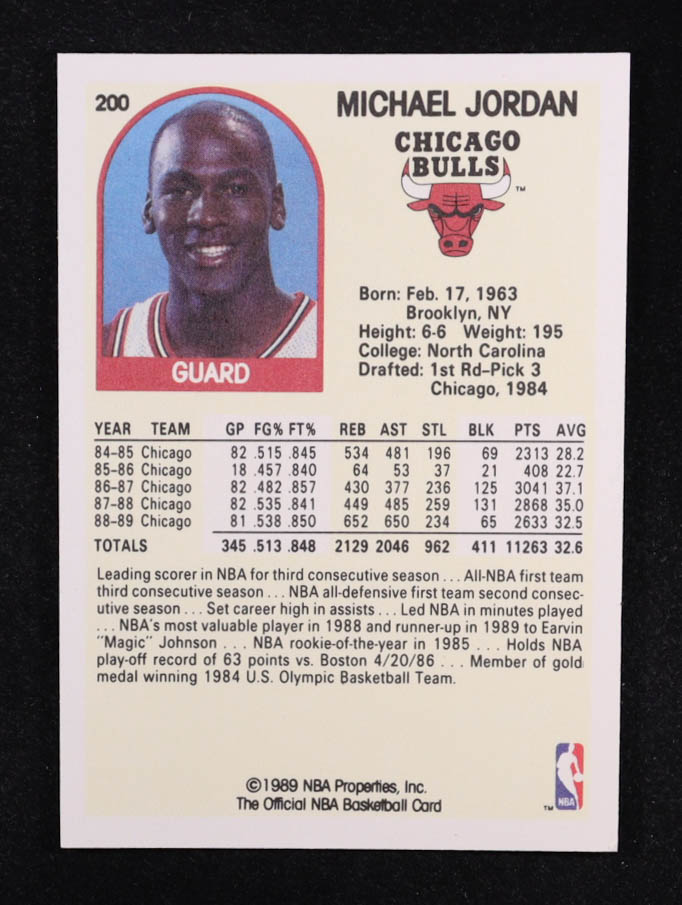 200
MICHAEL JORDAN
CHICAGO
BULLS™
Born: Feb. 17, 1963
Brooklyn, NY
Height: 6-6 Weight: 195
College: North Carolina
Drafted: 1st Rd-Pick 3
Chicago, 1984
GUARD
YEAR TEAM GP FG% FT% REB AST STL BLK PTS AVG
84-85 Chicago 82 .515 .845 534 481 196 69 2313 28.2
85-86 Chicago 18 .457 .840 64 53 37 21 408 22.7
86-87 Chicago 82 .482 .857 430 377 236 125 3041 37.1
87-88 Chicago 82 .535 .841 449 485 259 131 2868 35.0
88-89 Chicago 81 .538 .850 652 650 234 65 2633 32.5
TOTALS 345 .513 .848 2129 2046 962 411 11263 32.6
Leading scorer in NBA for third consecutive season . . . All-NBA first team
third consecutive season . . . NBA all-defensive first team second consec-
utive season . . . Set career high in assists . . . Led NBA in minutes played
. . . NBA's most valuable player in 1988 and runner-up in 1989 to Earvin
"Magic" Johnson . . . NBA rookie-of-the-year in 1985 . . . Holds NBA
play-off record of 63 points vs. Boston 4/20/86 . . . Member of gold
medal winning 1984 U.S. Olympic Basketball Team.
©1989 NBA Properties, Inc.
The Official NBA Basketball Card
™ NBA